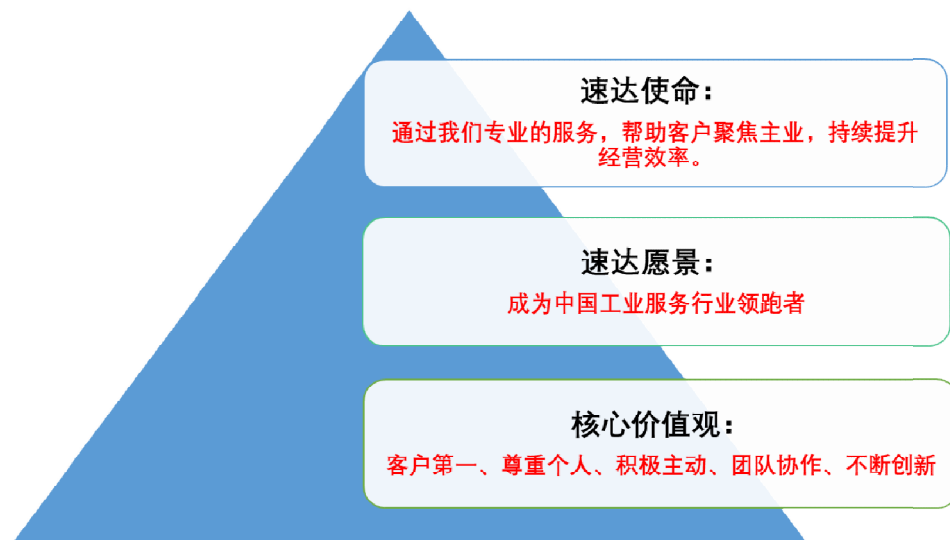 速达使命：
通过我们专业的服务，帮助客户聚焦主业，持续提升
经营效率。
速达愿景：
成为中国工业服务行业领跑者
核心价值观：
客户第一、尊重个人、积极主动、团队协作、不断创新